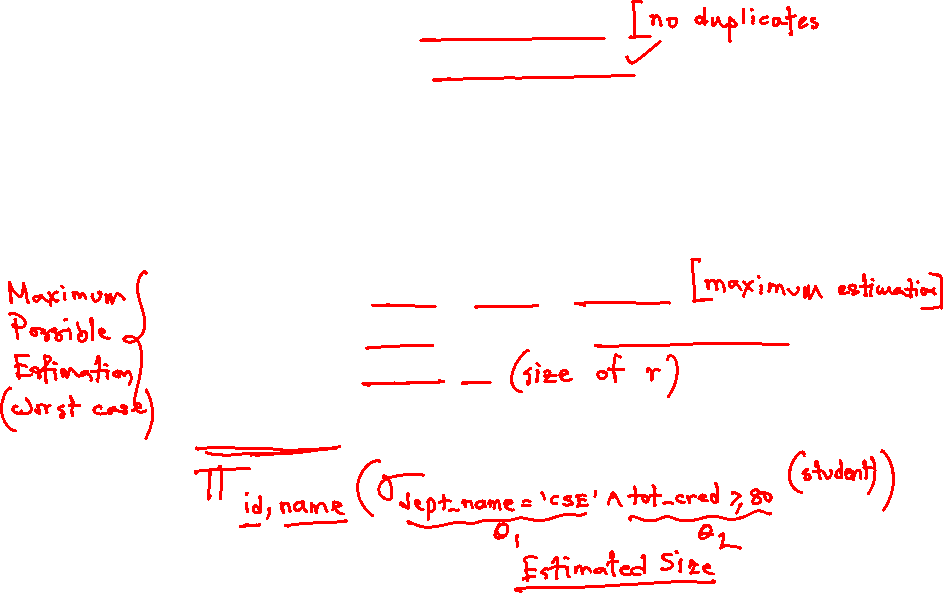 [no duplicates
[maximum estimation]
Maximum
Possible
Estimation
(worst case)
(size of r)
Π id, name (σ dept_name = 'CSE' ∧ tot_cred ≥ 80 (student))
θ1 θ2
Estimated Size